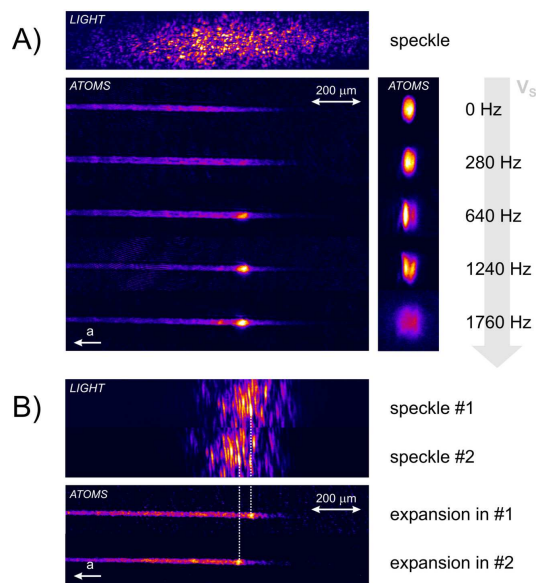 A)
LIGHT
speckle
ATOMS
200 µm
ATOMS
V_S
0 Hz
280 Hz
640 Hz
1240 Hz
1760 Hz
a
B)
LIGHT
speckle #1
speckle #2
ATOMS
200 µm
expansion in #1
a
expansion in #2